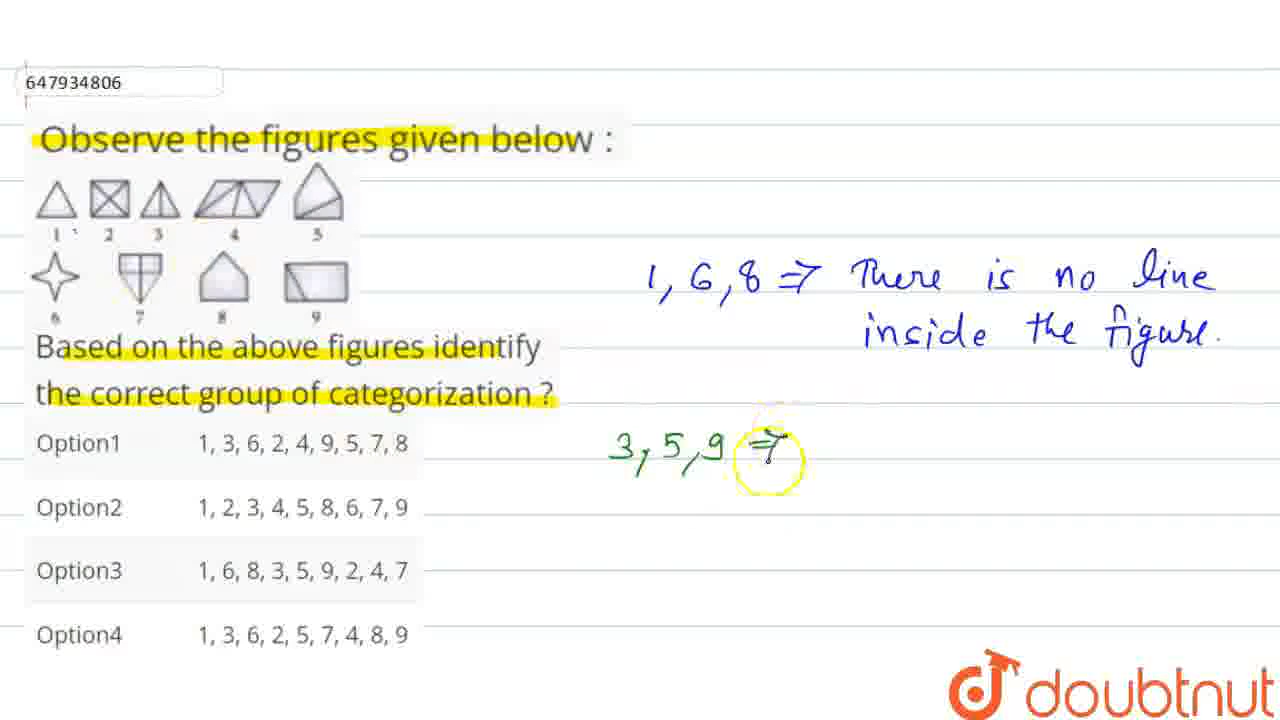 647934806
Observe the figures given below :
1 2 3 4 5
6 7 8 9
Based on the above figures identify
the correct group of categorization ?
Option1 1, 3, 6, 2, 4, 9, 5, 7, 8
Option2 1, 2, 3, 4, 5, 8, 6, 7, 9
Option3 1, 6, 8, 3, 5, 9, 2, 4, 7
Option4 1, 3, 6, 2, 5, 7, 4, 8, 9
1, 6, 8 ⇒ There is no line
inside the figure.
3, 5, 9 ⇒
doubtnut